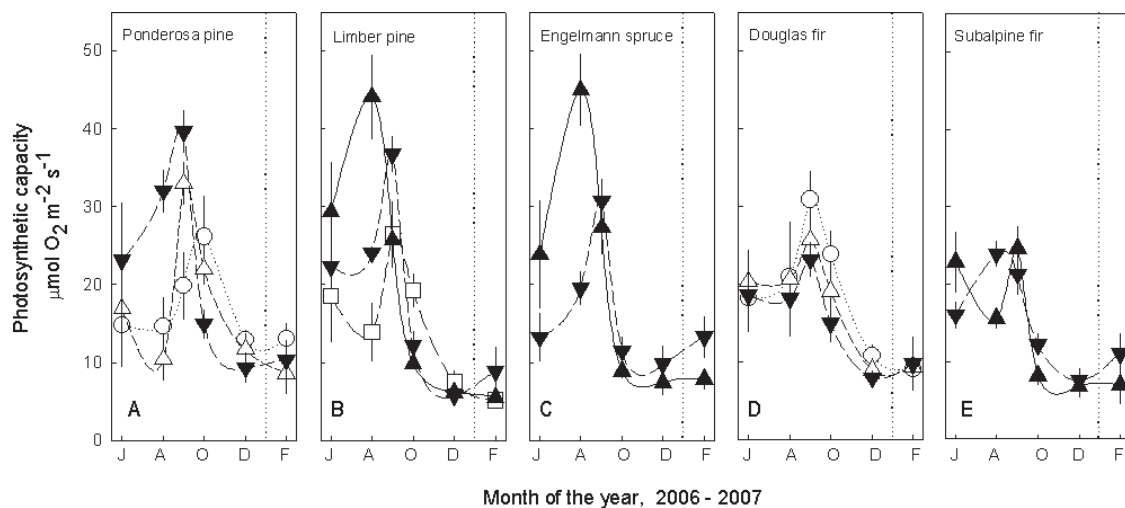 Ponderosa pine
Limber pine
Engelmann spruce
Douglas fir
Subalpine fir
Photosynthetic capacity
μmol O2 m-2 s-1
50
40
30
20
10
0
A
B
C
D
E
J A O D F
J A O D F
J A O D F
J A O D F
J A O D F
Month of the year, 2006 - 2007